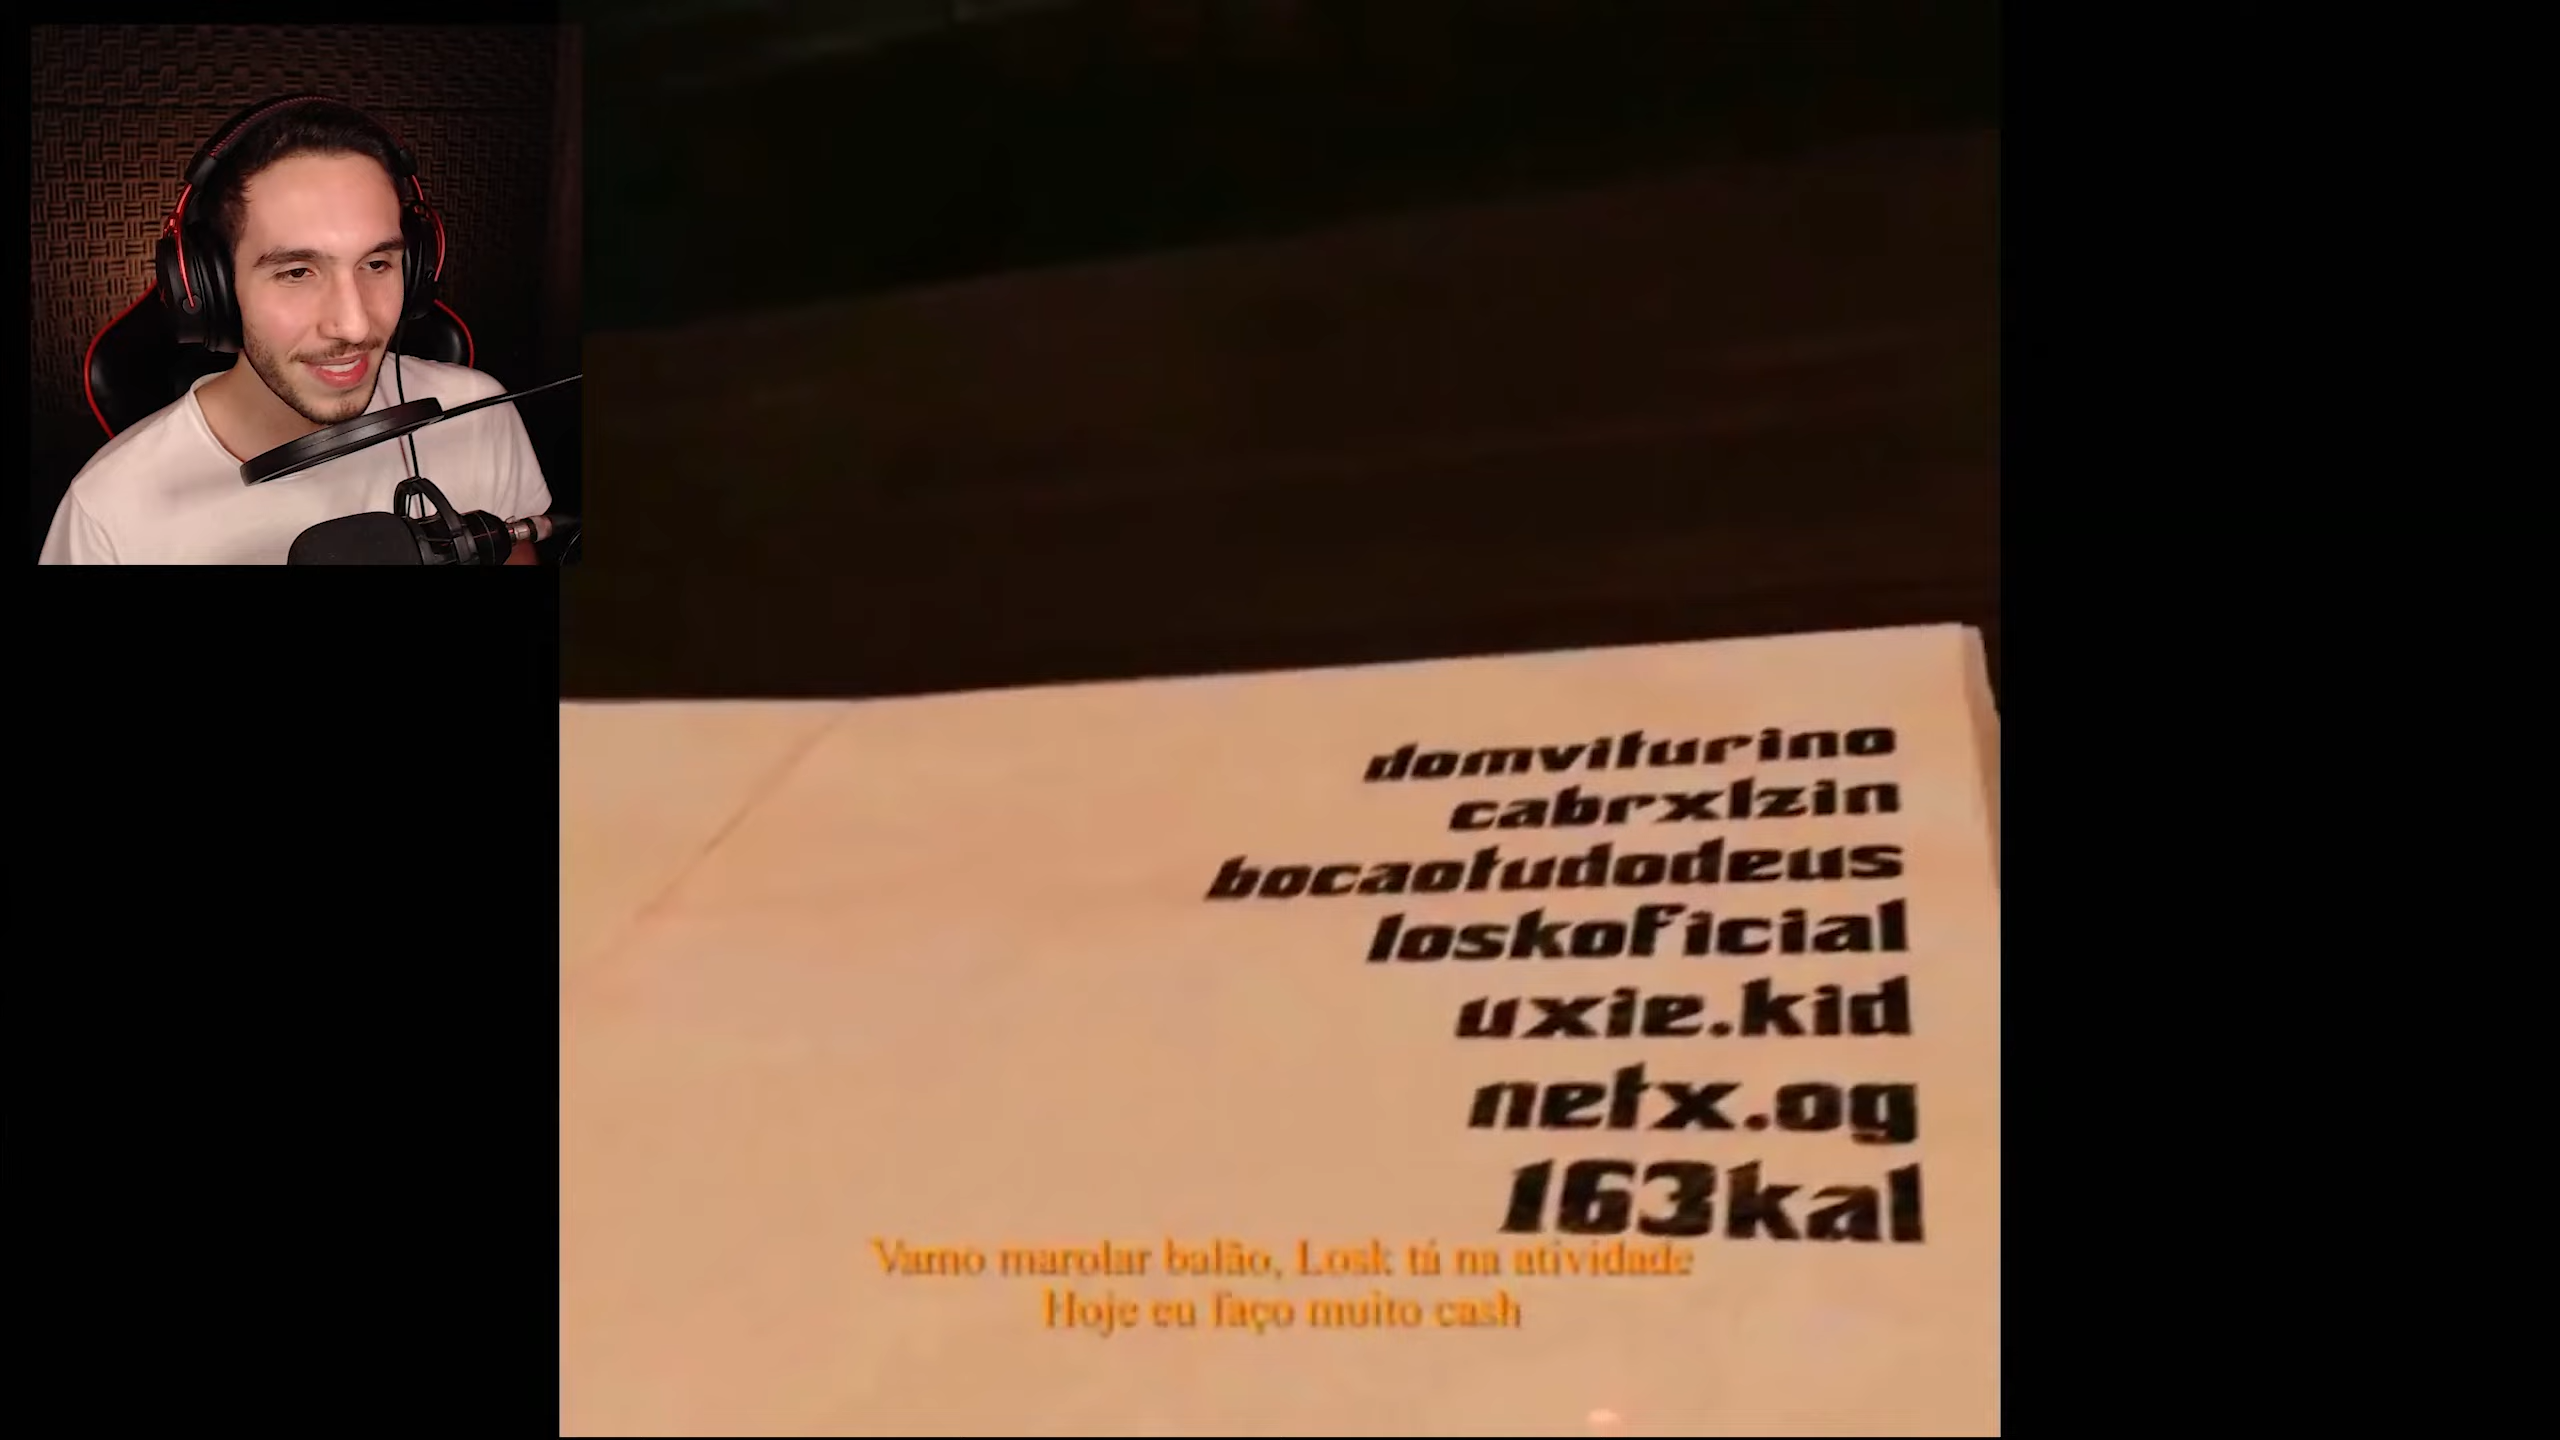 domviturino
cabrxlzin
bocaotudodeus
loskoficial
uxie.kid
netx.og
163kal
Vamo marolar balão, Losk tá na atividade
Hoje eu faço muito cash